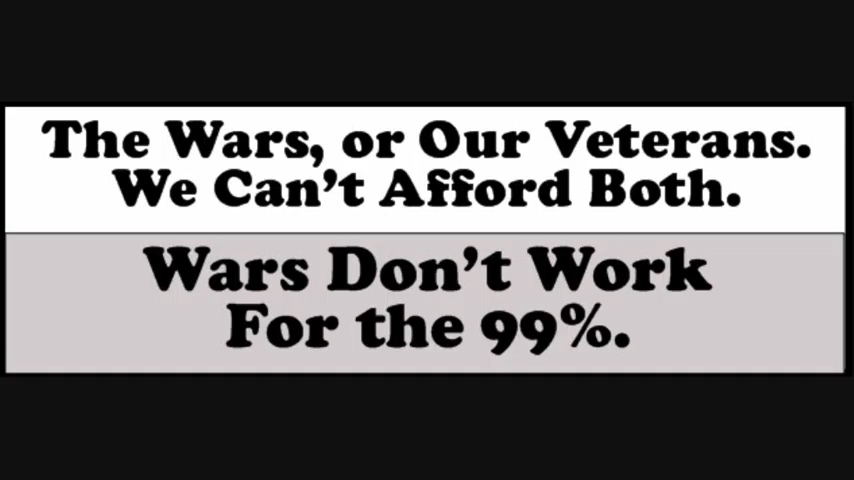 The Wars, or Our Veterans.
We Can't Afford Both.
Wars Don't Work
For the 99%.